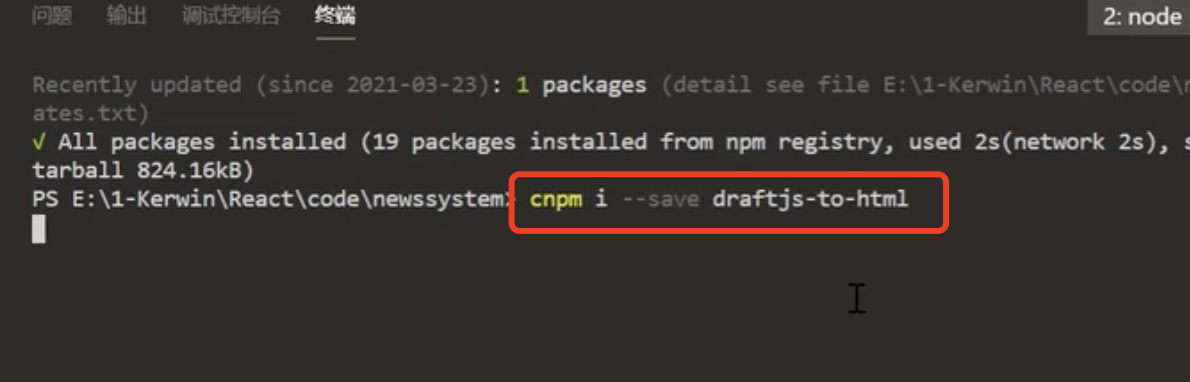 问题 输出 调试控制台 终端 2: node
Recently updated (since 2021-03-23): 1 packages (detail see file E:\1-Kerwin\React\code\
ates.txt)
√ All packages installed (19 packages installed from npm registry, used 2s(network 2s), s
tarball 824.16kB)
PS E:\1-Kerwin\React\code\newssystem> cnpm i --save draftjs-to-html